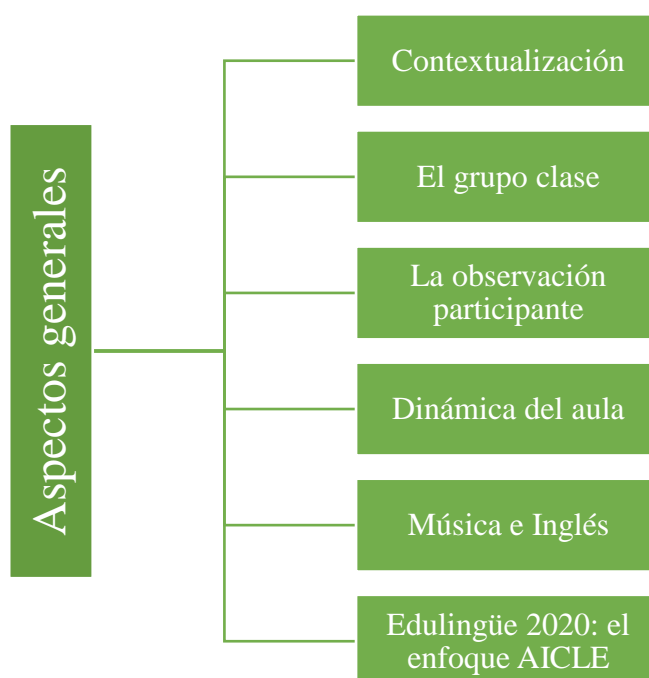 Aspectos generales
Contextualización
El grupo clase
La observación
participante
Dinámica del aula
Música e Inglés
Edulingüe 2020: el
enfoque AICLE